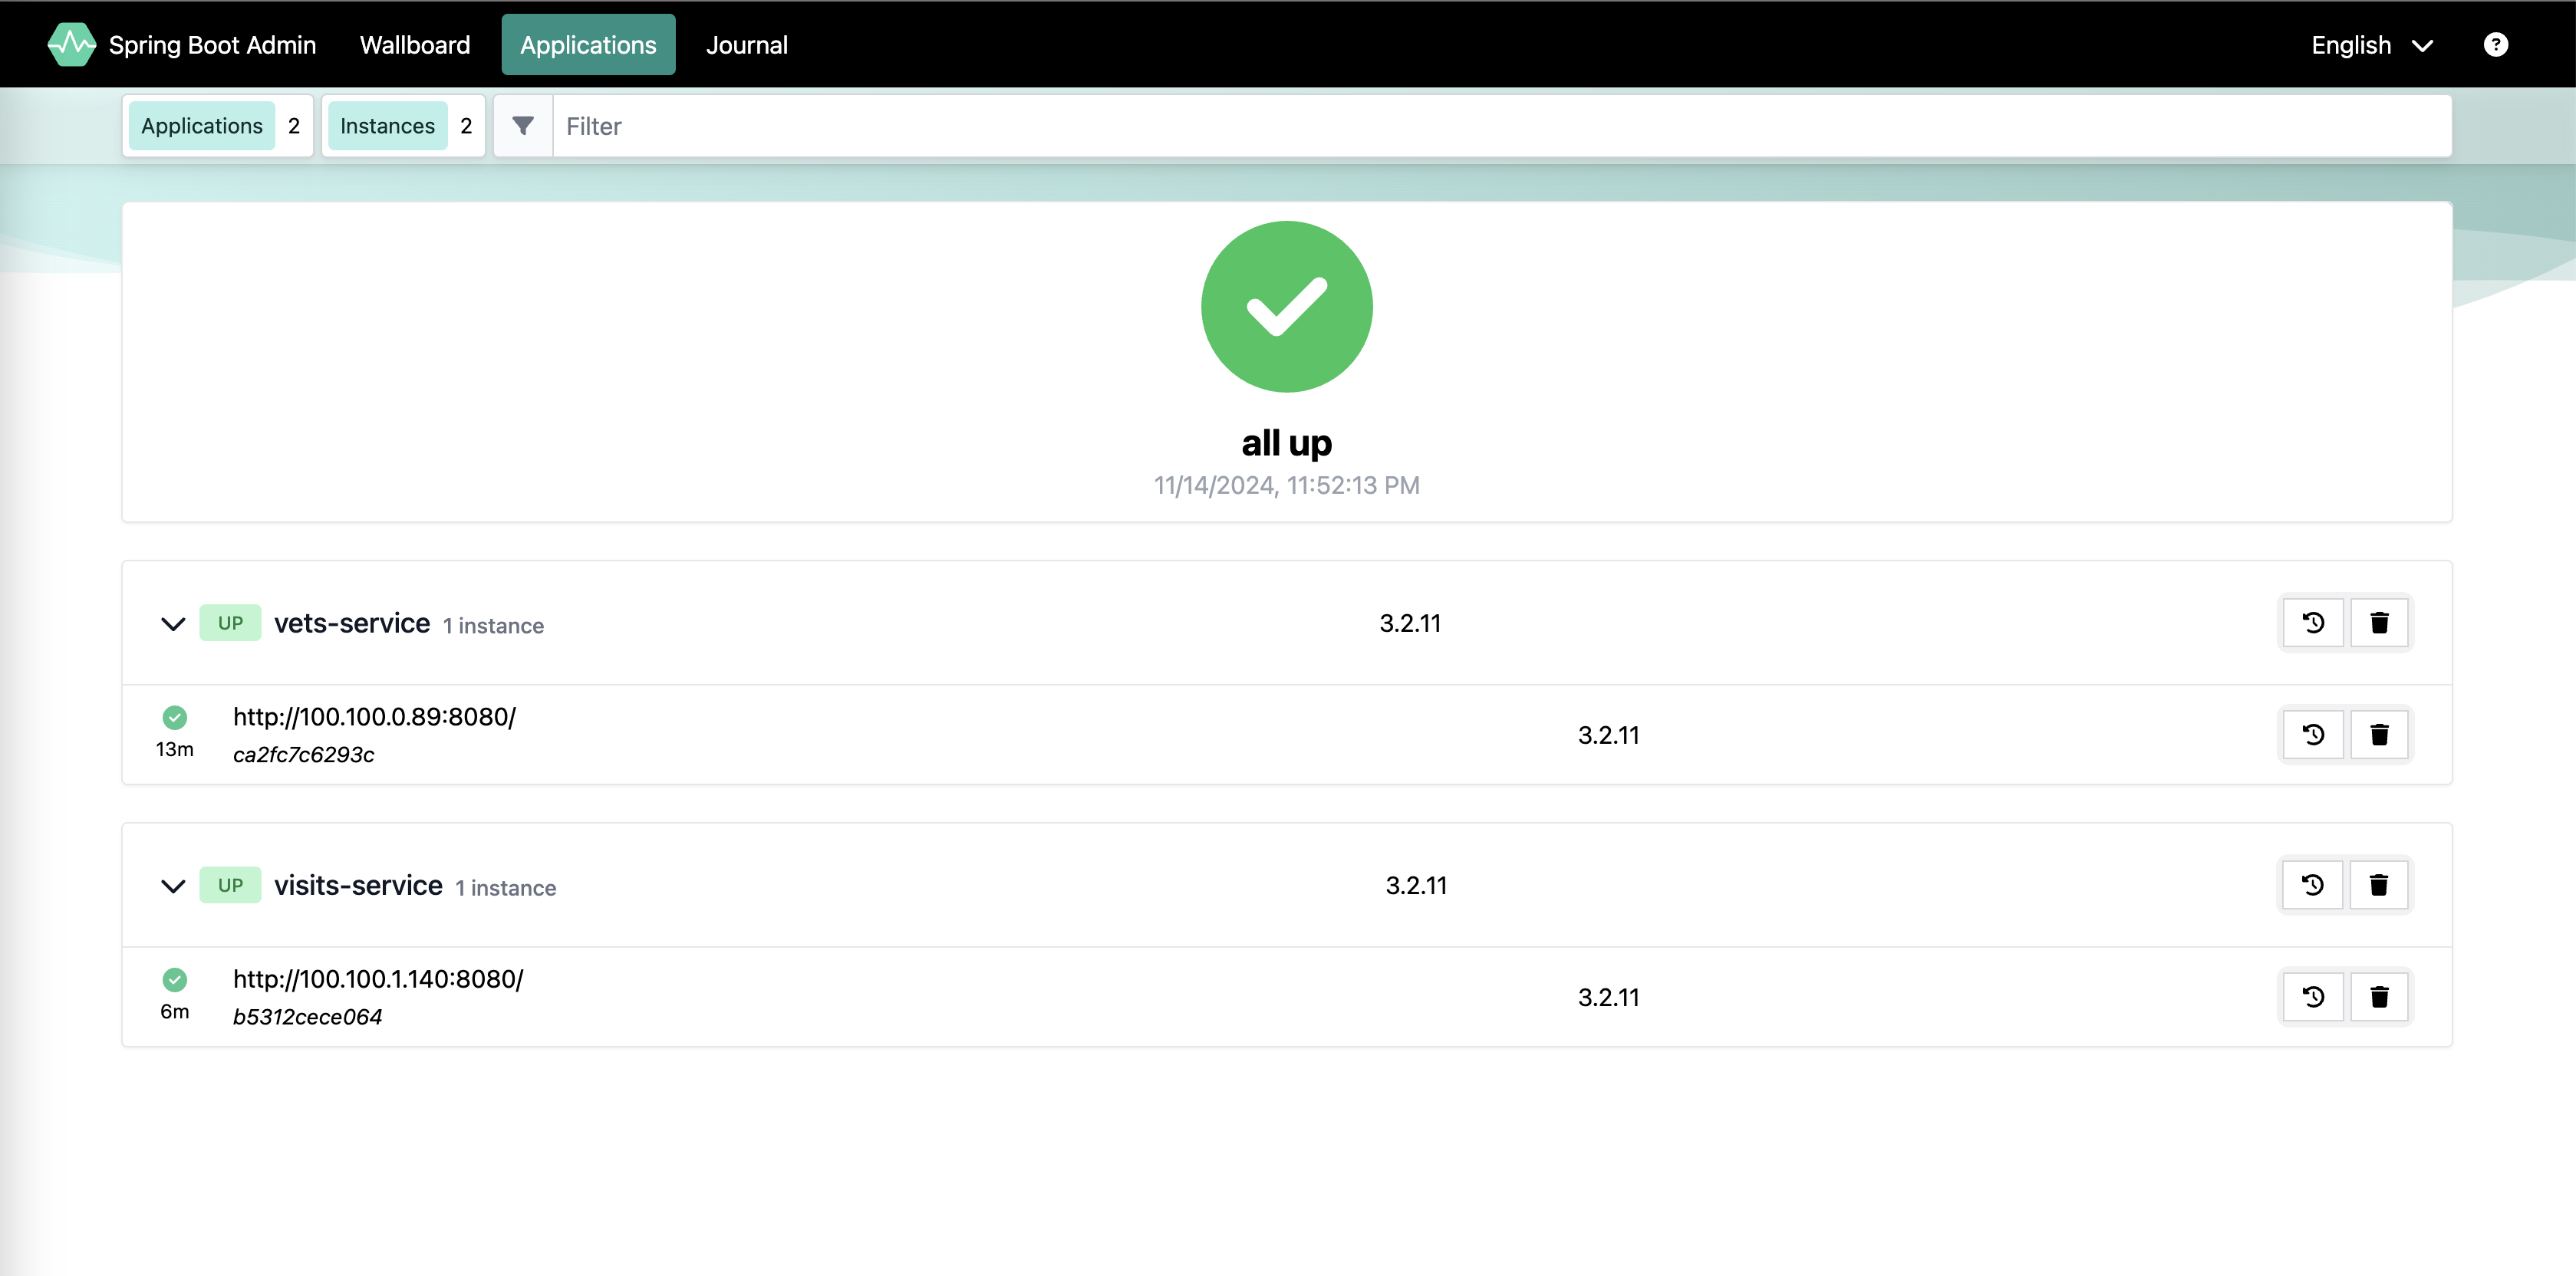 Spring Boot Admin Wallboard Applications Journal English ?
Applications 2 Instances 2 Filter
all up
11/14/2024, 11:52:13 PM
UP vets-service 1 instance 3.2.11
http://100.100.0.89:8080/
13m ca2fc7c6293c 3.2.11
UP visits-service 1 instance 3.2.11
http://100.100.1.140:8080/
6m b5312cece064 3.2.11